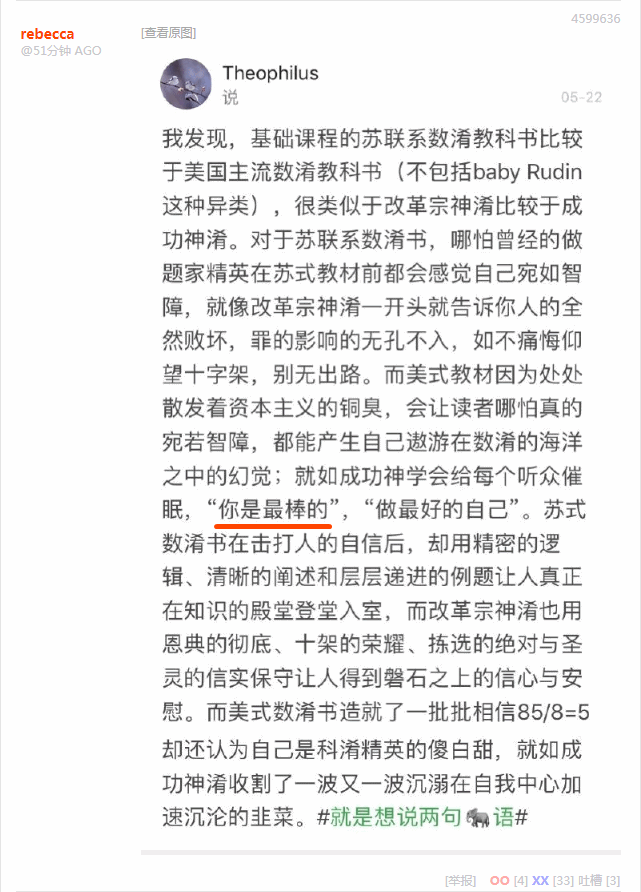 4599636
rebecca
@51分钟 AGO
[查看原图]
Theophilus
说
05-22
我发现，基础课程的苏联系数淆教科书比较
于美国主流数淆教科书（不包括baby Rudin
这种异类），很类似于改革宗神淆比较于成
功神淆。对于苏联系数淆书，哪怕曾经的做
题家精英在苏式教材前都会感觉自己宛如智
障，就像改革宗神淆一开头就告诉你人的全
然败坏，罪的影响的无孔不入，如不痛悔仰
望十字架，别无出路。而美式教材因为处处
散发着资本主义的铜臭，会让读者哪怕真的
宛若智障，都能产生自己遨游在数淆的海洋
之中的幻觉；就如成功神学会给每个听众催
眠，“你是最棒的”，“做最好的自己”。苏式
数淆书在击打人的自信后，却用精密的逻
辑、清晰的阐述和层层递进的例题让人真正
在知识的殿堂登堂入室，而改革宗神淆也用
恩典的彻底、十架的荣耀、拣选的绝对与圣
灵的信实保守让人得到磐石之上的信心与安
慰。而美式数淆书造就了一批批相信85/8=5
却还认为自己是科淆精英的傻白甜，就如成
功神淆收割了一波又一波沉溺在自我中心加
速沉沦的韭菜。#就是想说两句🐘语#
[举报] OO [4] XX [33] 吐槽 [3]